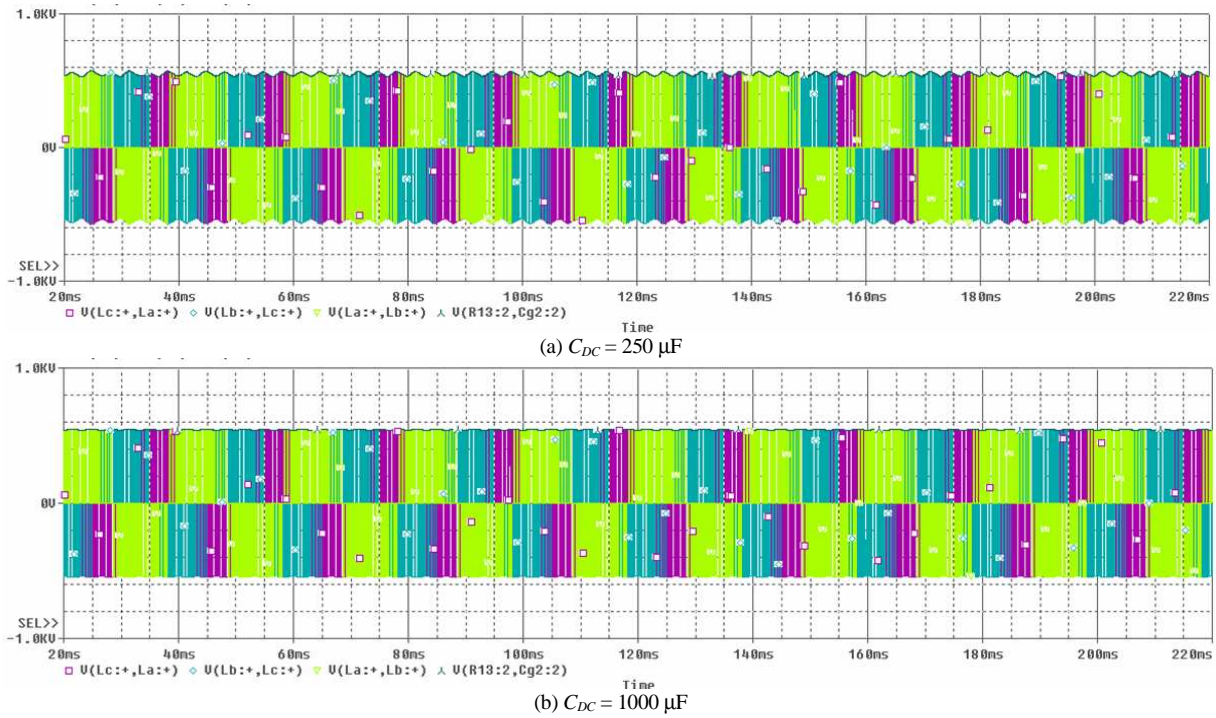 1.0KV
0V
SEL>>
-1.0KV
20ms 40ms 60ms 80ms 100ms 120ms 140ms 160ms 180ms 200ms 220ms
V(Lc:+,La:+) V(Lb:+,Lc:+) V(La:+,Lb:+) V(R13:2,Cg2:2)
Time
(a) C_DC = 250 µF
1.0KV
0V
SEL>>
-1.0KV
20ms 40ms 60ms 80ms 100ms 120ms 140ms 160ms 180ms 200ms 220ms
V(Lc:+,La:+) V(Lb:+,Lc:+) V(La:+,Lb:+) V(R13:2,Cg2:2)
Time
(b) C_DC = 1000 µF